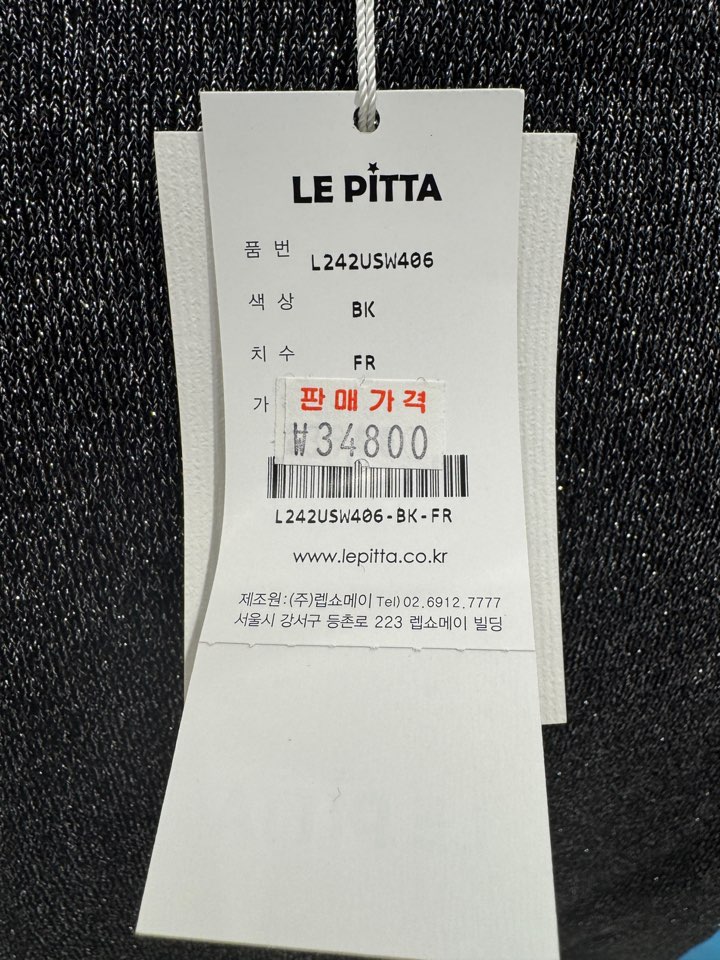 LE PITTA
품 번 L242USW406
색 상 BK
치 수 FR
가 판매가격
₩34800
L242USW406-BK-FR
www.lepitta.co.kr
제조원:(주)렙쇼메이 Tel)02.6912.7777
서울시 강서구 등촌로 223 렙쇼메이 빌딩